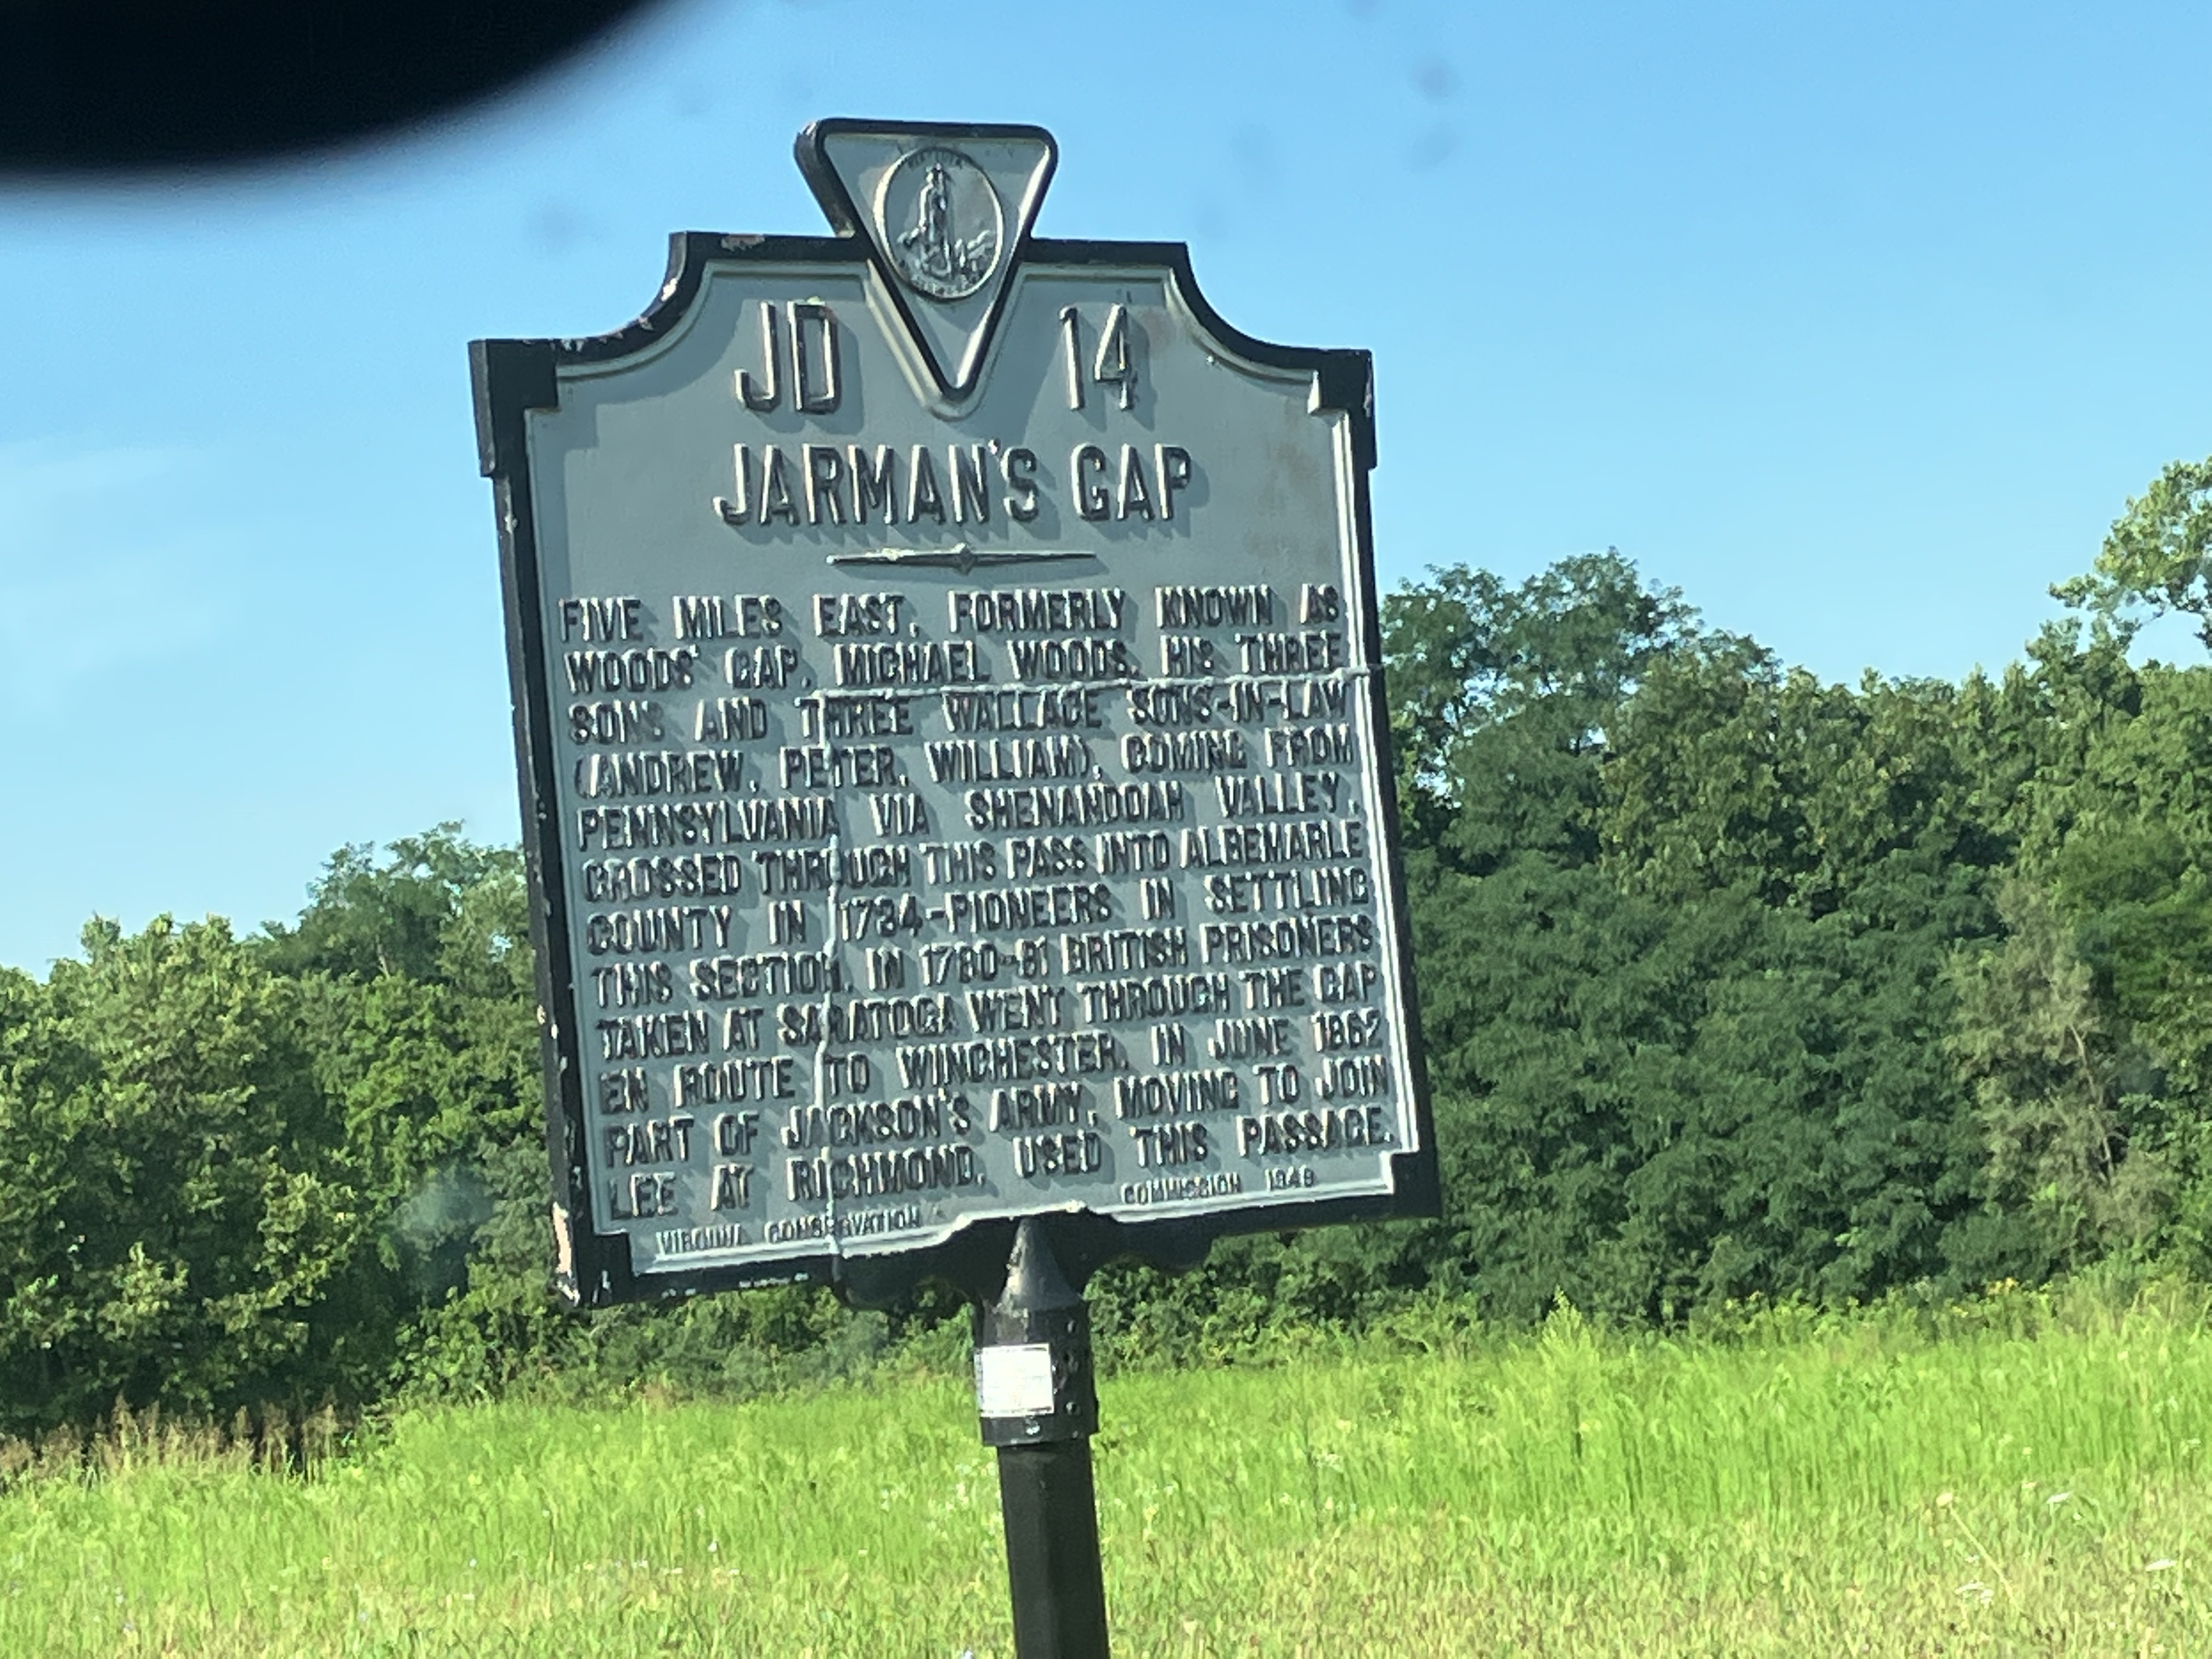 JD 14
JARMAN'S GAP
FIVE MILES EAST, FORMERLY KNOWN AS
WOODS' GAP. MICHAEL WOODS, HIS THREE
SONS AND THREE WALLACE SONS-IN-LAW
(ANDREW, PETER, WILLIAM), COMING FROM
PENNSYLVANIA VIA SHENANDOAH VALLEY,
CROSSED THROUGH THIS PASS INTO ALBEMARLE
COUNTY IN 1734-PIONEERS IN SETTLING
THIS SECTION. IN 1780-81 BRITISH PRISONERS
TAKEN AT SARATOGA WENT THROUGH THE GAP
EN ROUTE TO WINCHESTER. IN JUNE 1862
PART OF JACKSON'S ARMY, MOVING TO JOIN
LEE AT RICHMOND, USED THIS PASSAGE.
VIRGINIA CONSERVATION COMMISSION 1949